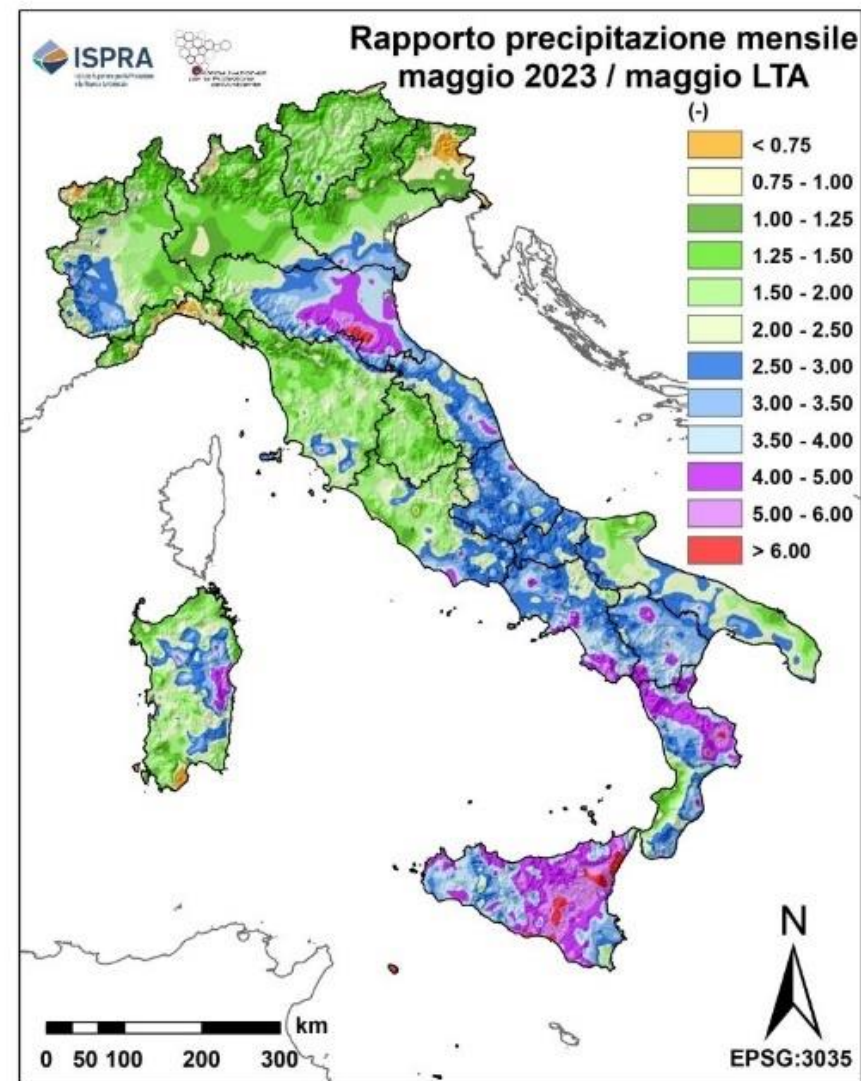 ISPRA
Rapporto precipitazione mensile
maggio 2023 / maggio LTA
(-)
< 0.75
0.75 - 1.00
1.00 - 1.25
1.25 - 1.50
1.50 - 2.00
2.00 - 2.50
2.50 - 3.00
3.00 - 3.50
3.50 - 4.00
4.00 - 5.00
5.00 - 6.00
> 6.00
N
km
0 50 100 200 300
EPSG:3035